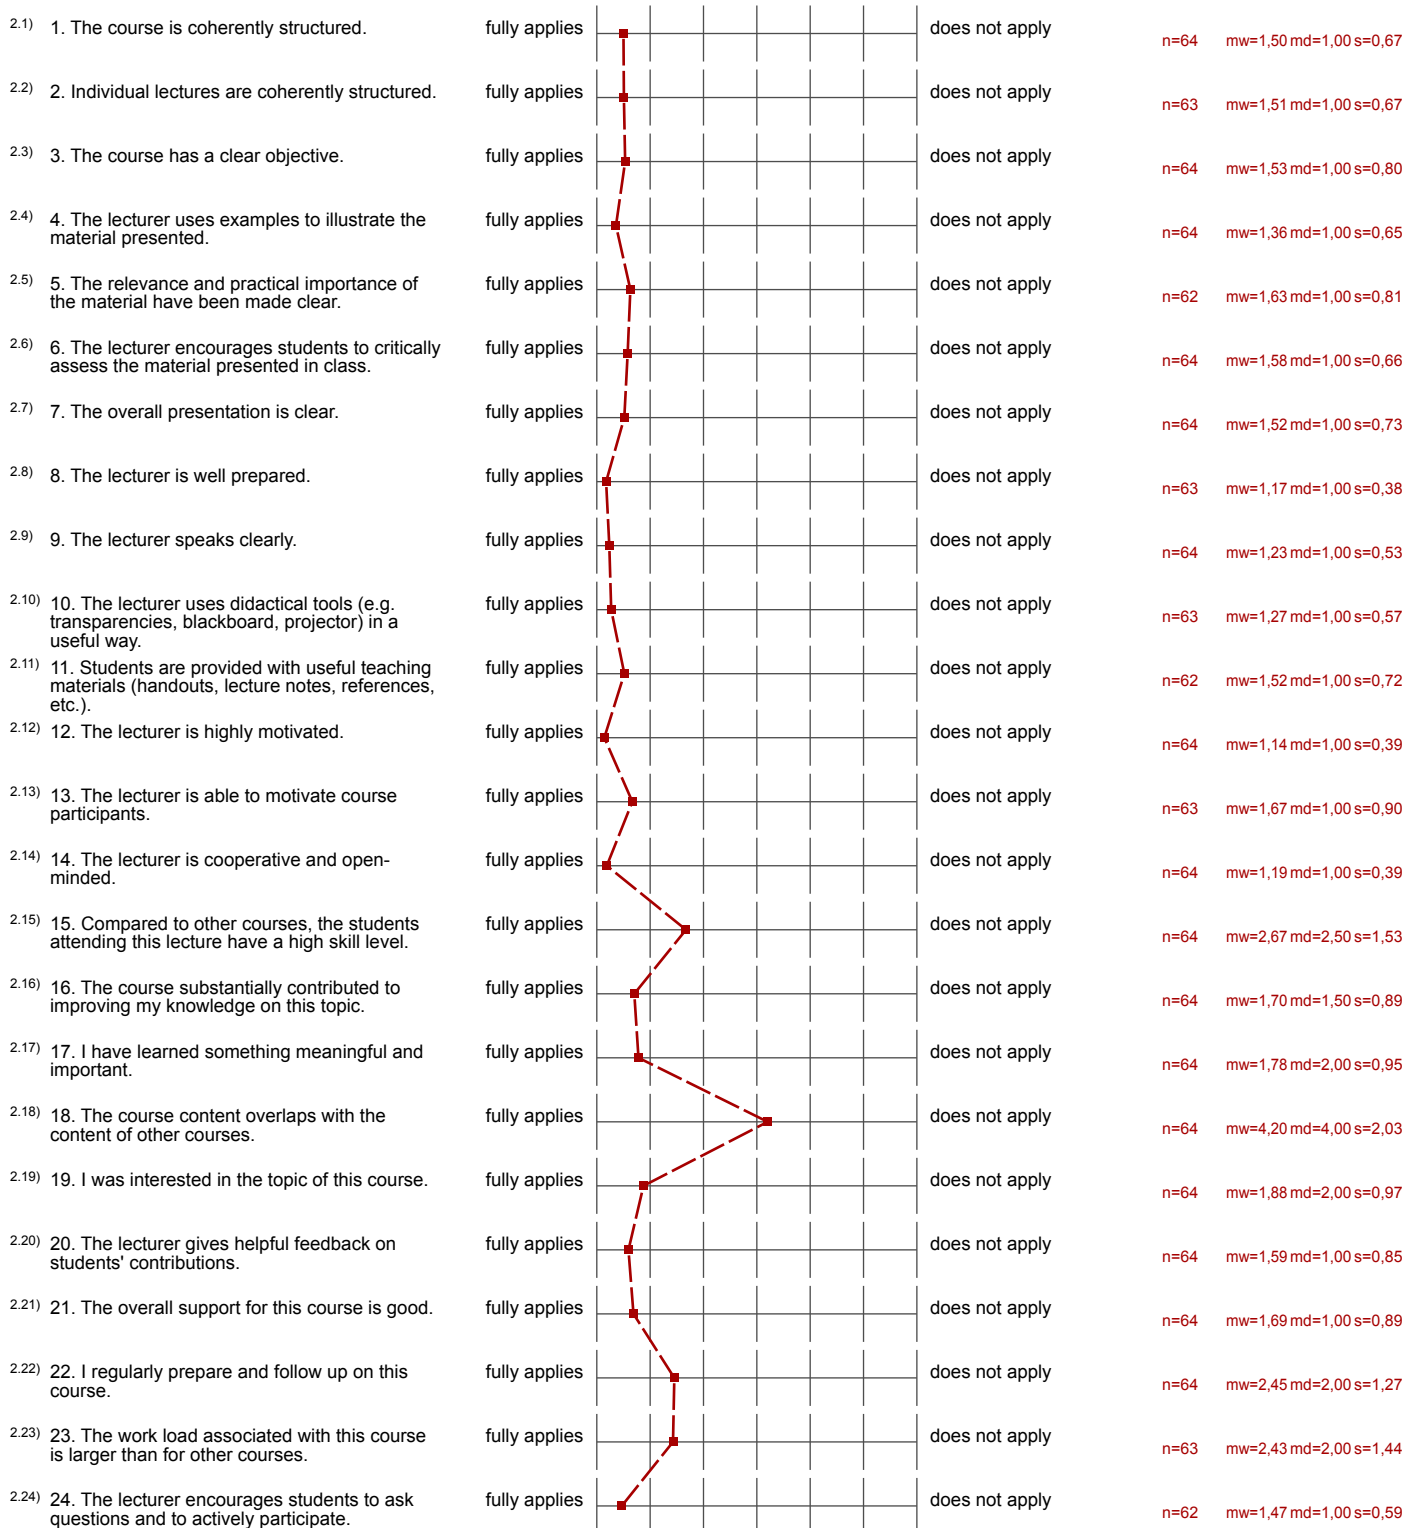 2.1) 1. The course is coherently structured. fully applies does not apply n=64 mw=1,50 md=1,00 s=0,67
2.2) 2. Individual lectures are coherently structured. fully applies does not apply n=63 mw=1,51 md=1,00 s=0,67
2.3) 3. The course has a clear objective. fully applies does not apply n=64 mw=1,53 md=1,00 s=0,80
2.4) 4. The lecturer uses examples to illustrate the fully applies does not apply n=64 mw=1,36 md=1,00 s=0,65
material presented.
2.5) 5. The relevance and practical importance of fully applies does not apply n=62 mw=1,63 md=1,00 s=0,81
the material have been made clear.
2.6) 6. The lecturer encourages students to critically fully applies does not apply n=64 mw=1,58 md=1,00 s=0,66
assess the material presented in class.
2.7) 7. The overall presentation is clear. fully applies does not apply n=64 mw=1,52 md=1,00 s=0,73
2.8) 8. The lecturer is well prepared. fully applies does not apply n=63 mw=1,17 md=1,00 s=0,38
2.9) 9. The lecturer speaks clearly. fully applies does not apply n=64 mw=1,23 md=1,00 s=0,53
2.10) 10. The lecturer uses didactical tools (e.g. fully applies does not apply n=63 mw=1,27 md=1,00 s=0,57
transparencies, blackboard, projector) in a
useful way.
2.11) 11. Students are provided with useful teaching fully applies does not apply n=62 mw=1,52 md=1,00 s=0,72
materials (handouts, lecture notes, references,
etc.).
2.12) 12. The lecturer is highly motivated. fully applies does not apply n=64 mw=1,14 md=1,00 s=0,39
2.13) 13. The lecturer is able to motivate course fully applies does not apply n=63 mw=1,67 md=1,00 s=0,90
participants.
2.14) 14. The lecturer is cooperative and open- fully applies does not apply n=64 mw=1,19 md=1,00 s=0,39
minded.
2.15) 15. Compared to other courses, the students fully applies does not apply n=64 mw=2,67 md=2,50 s=1,53
attending this lecture have a high skill level.
2.16) 16. The course substantially contributed to fully applies does not apply n=64 mw=1,70 md=1,50 s=0,89
improving my knowledge on this topic.
2.17) 17. I have learned something meaningful and fully applies does not apply n=64 mw=1,78 md=2,00 s=0,95
important.
2.18) 18. The course content overlaps with the fully applies does not apply n=64 mw=4,20 md=4,00 s=2,03
content of other courses.
2.19) 19. I was interested in the topic of this course. fully applies does not apply n=64 mw=1,88 md=2,00 s=0,97
2.20) 20. The lecturer gives helpful feedback on fully applies does not apply n=64 mw=1,59 md=1,00 s=0,85
students' contributions.
2.21) 21. The overall support for this course is good. fully applies does not apply n=64 mw=1,69 md=1,00 s=0,89
2.22) 22. I regularly prepare and follow up on this fully applies does not apply n=64 mw=2,45 md=2,00 s=1,27
course.
2.23) 23. The work load associated with this course fully applies does not apply n=63 mw=2,43 md=2,00 s=1,44
is larger than for other courses.
2.24) 24. The lecturer encourages students to ask fully applies does not apply n=62 mw=1,47 md=1,00 s=0,59
questions and to actively participate.